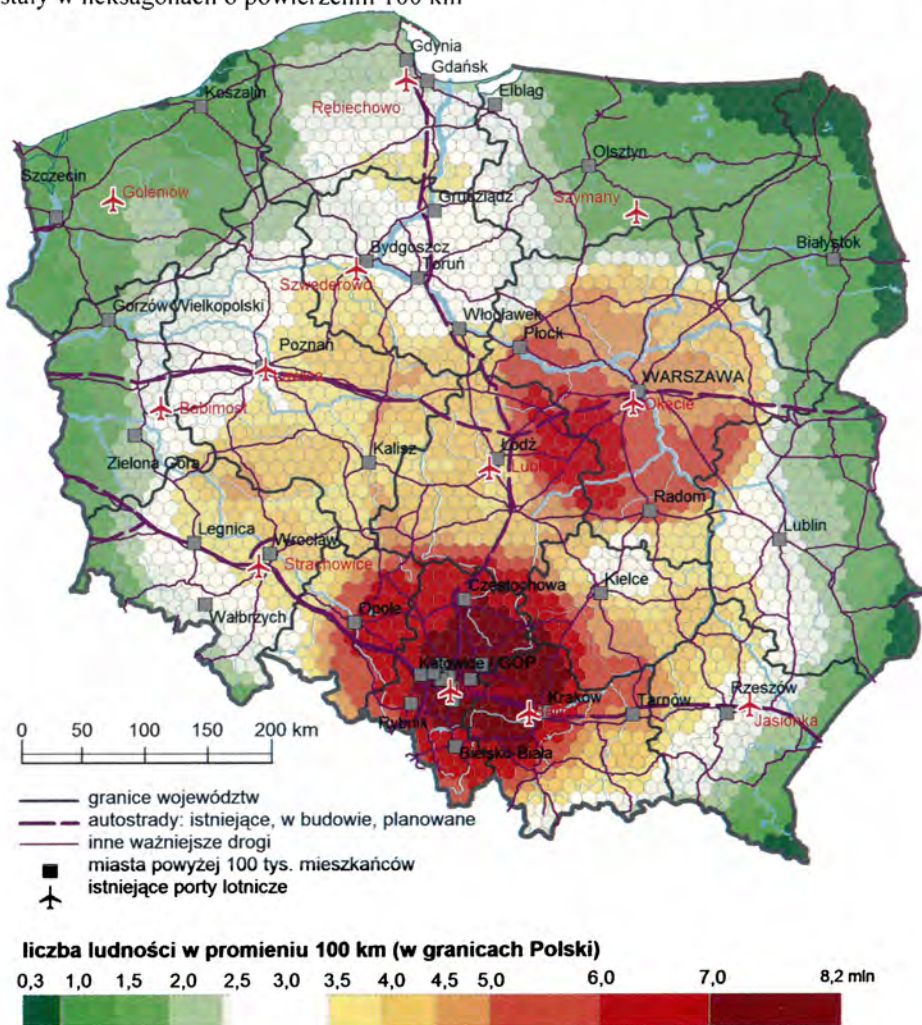 stały w heksagonach o powierzchni 100 km²
Gdynia
Gdańsk
Rębiechowo
Koszalin
Elbląg
Olsztyn
Szczecin
Goleniów
Szymany
Grudziądz
Białystok
Bydgoszcz
Toruń
Szwederowo
Gorzów Wielkopolski
Włocławek
Płock
Poznań
WARSZAWA
Okęcie
Babimost
Zielona Góra
Kalisz
Łódź
Radom
Legnica
Wrocław
Strachowice
Lublin
Wałbrzych
Częstochowa
Kielce
Opole
Katowice / GOP
Kraków
Tarnów
Rzeszów
Jasionka
Rybnik
Bielsko-Biała
0 50 100 150 200 km
granice województw
autostrady: istniejące, w budowie, planowane
inne ważniejsze drogi
miasta powyżej 100 tys. mieszkańców
istniejące porty lotnicze
liczba ludności w promieniu 100 km (w granicach Polski)
0,3 1,0 1,5 2,0 2,5 3,0 3,5 4,0 4,5 5,0 6,0 7,0 8,2 mln